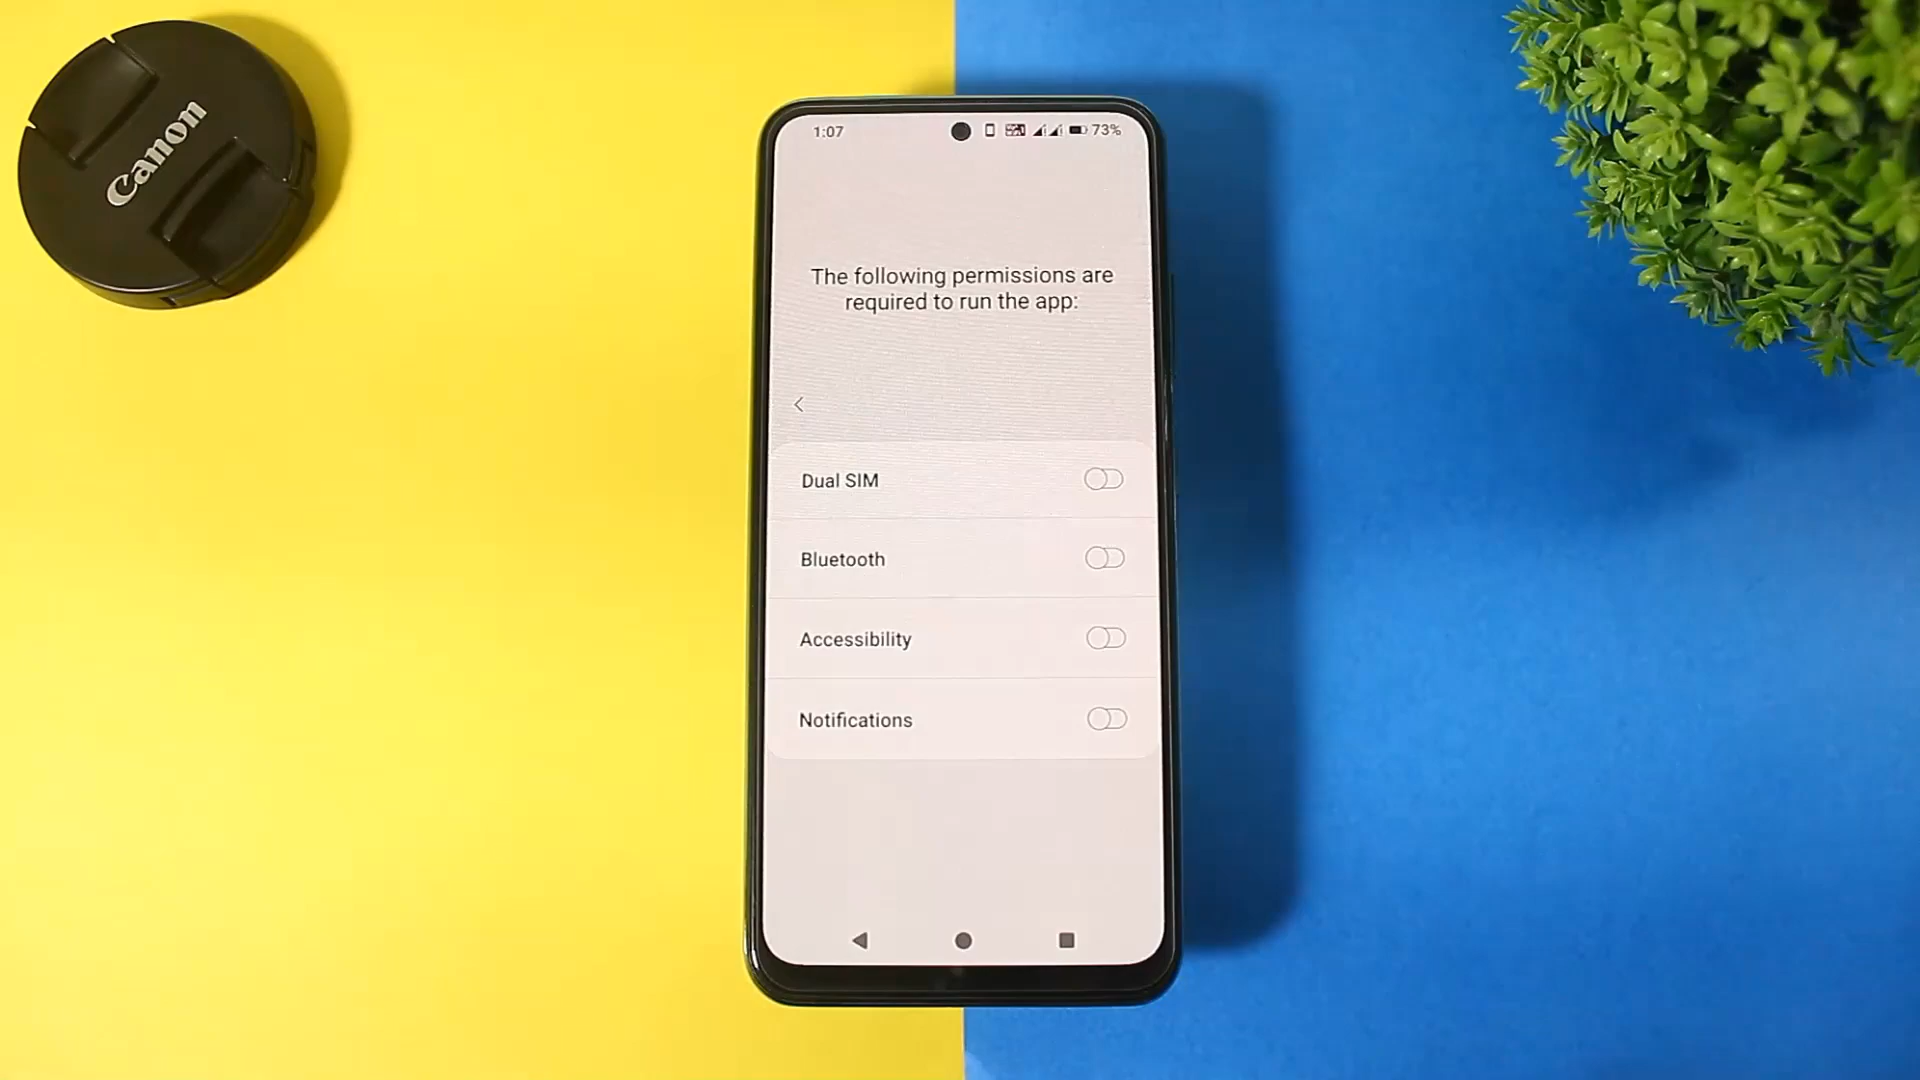 Canon
1:07
73%
The following permissions are
required to run the app:
Dual SIM
Bluetooth
Accessibility
Notifications